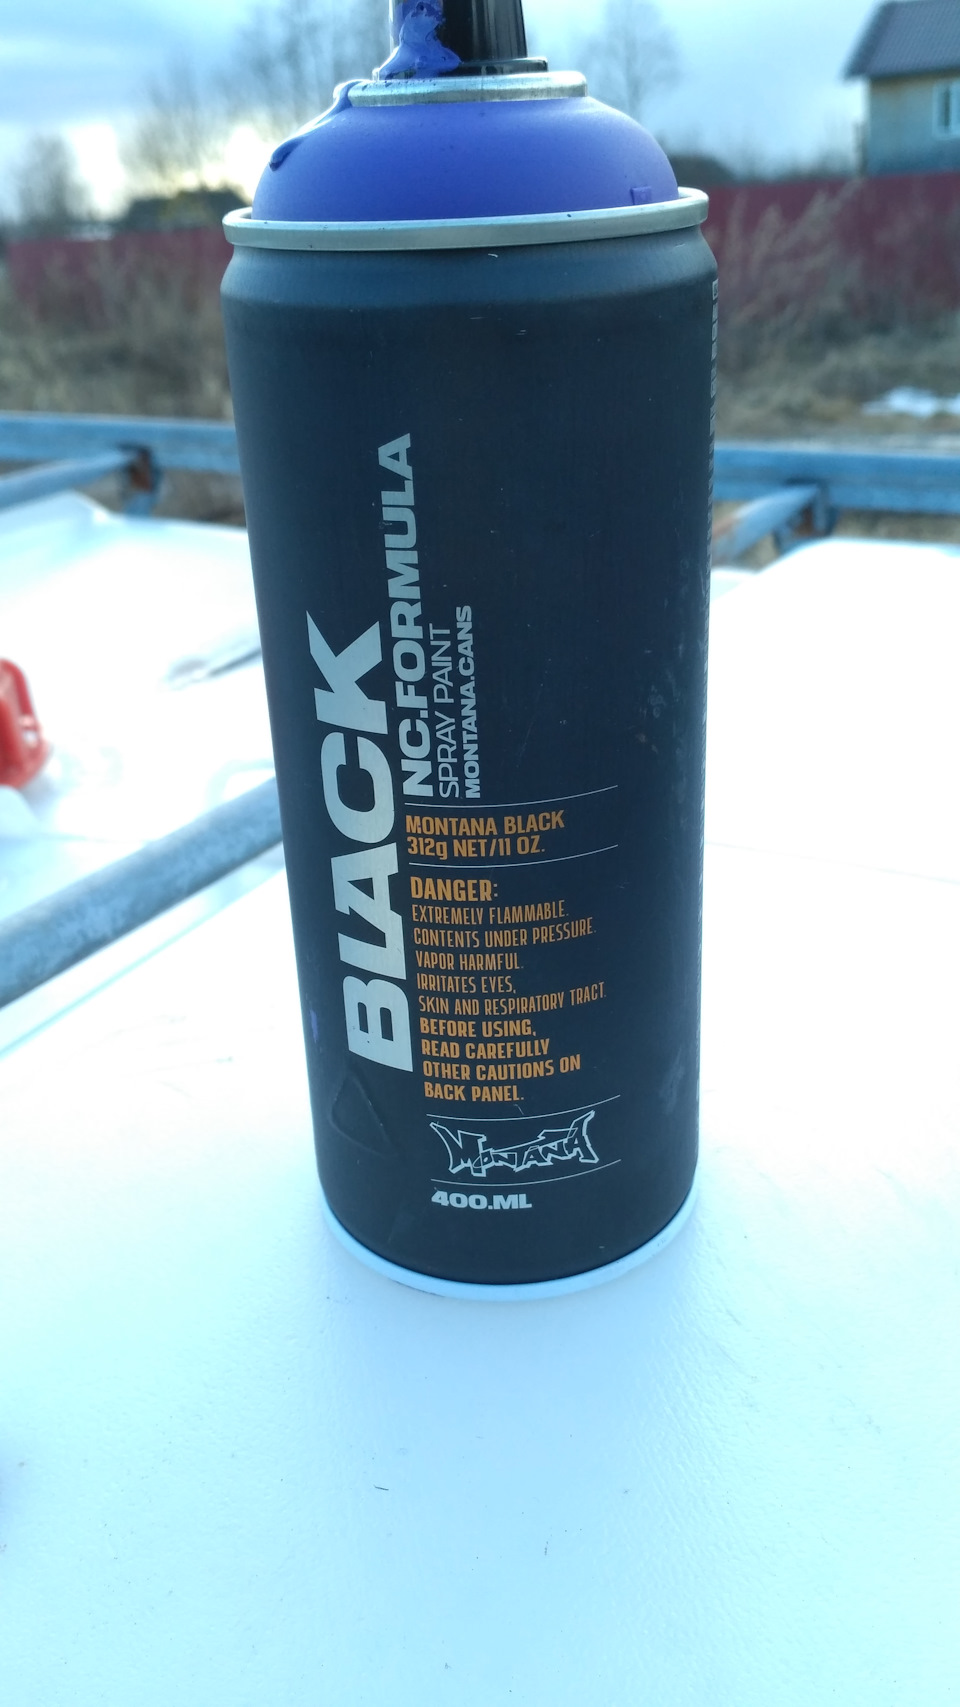 BLACK
NC.FORMULA
SPRAY PAINT
MONTANA.CANS
MONTANA BLACK
312g NET/11 OZ.
DANGER:
EXTREMELY FLAMMABLE.
CONTENTS UNDER PRESSURE.
VAPOR HARMFUL.
IRRITATES EYES,
SKIN AND RESPIRATORY TRACT.
BEFORE USING,
READ CAREFULLY
OTHER CAUTIONS ON
BACK PANEL.
MONTANA
400.ML